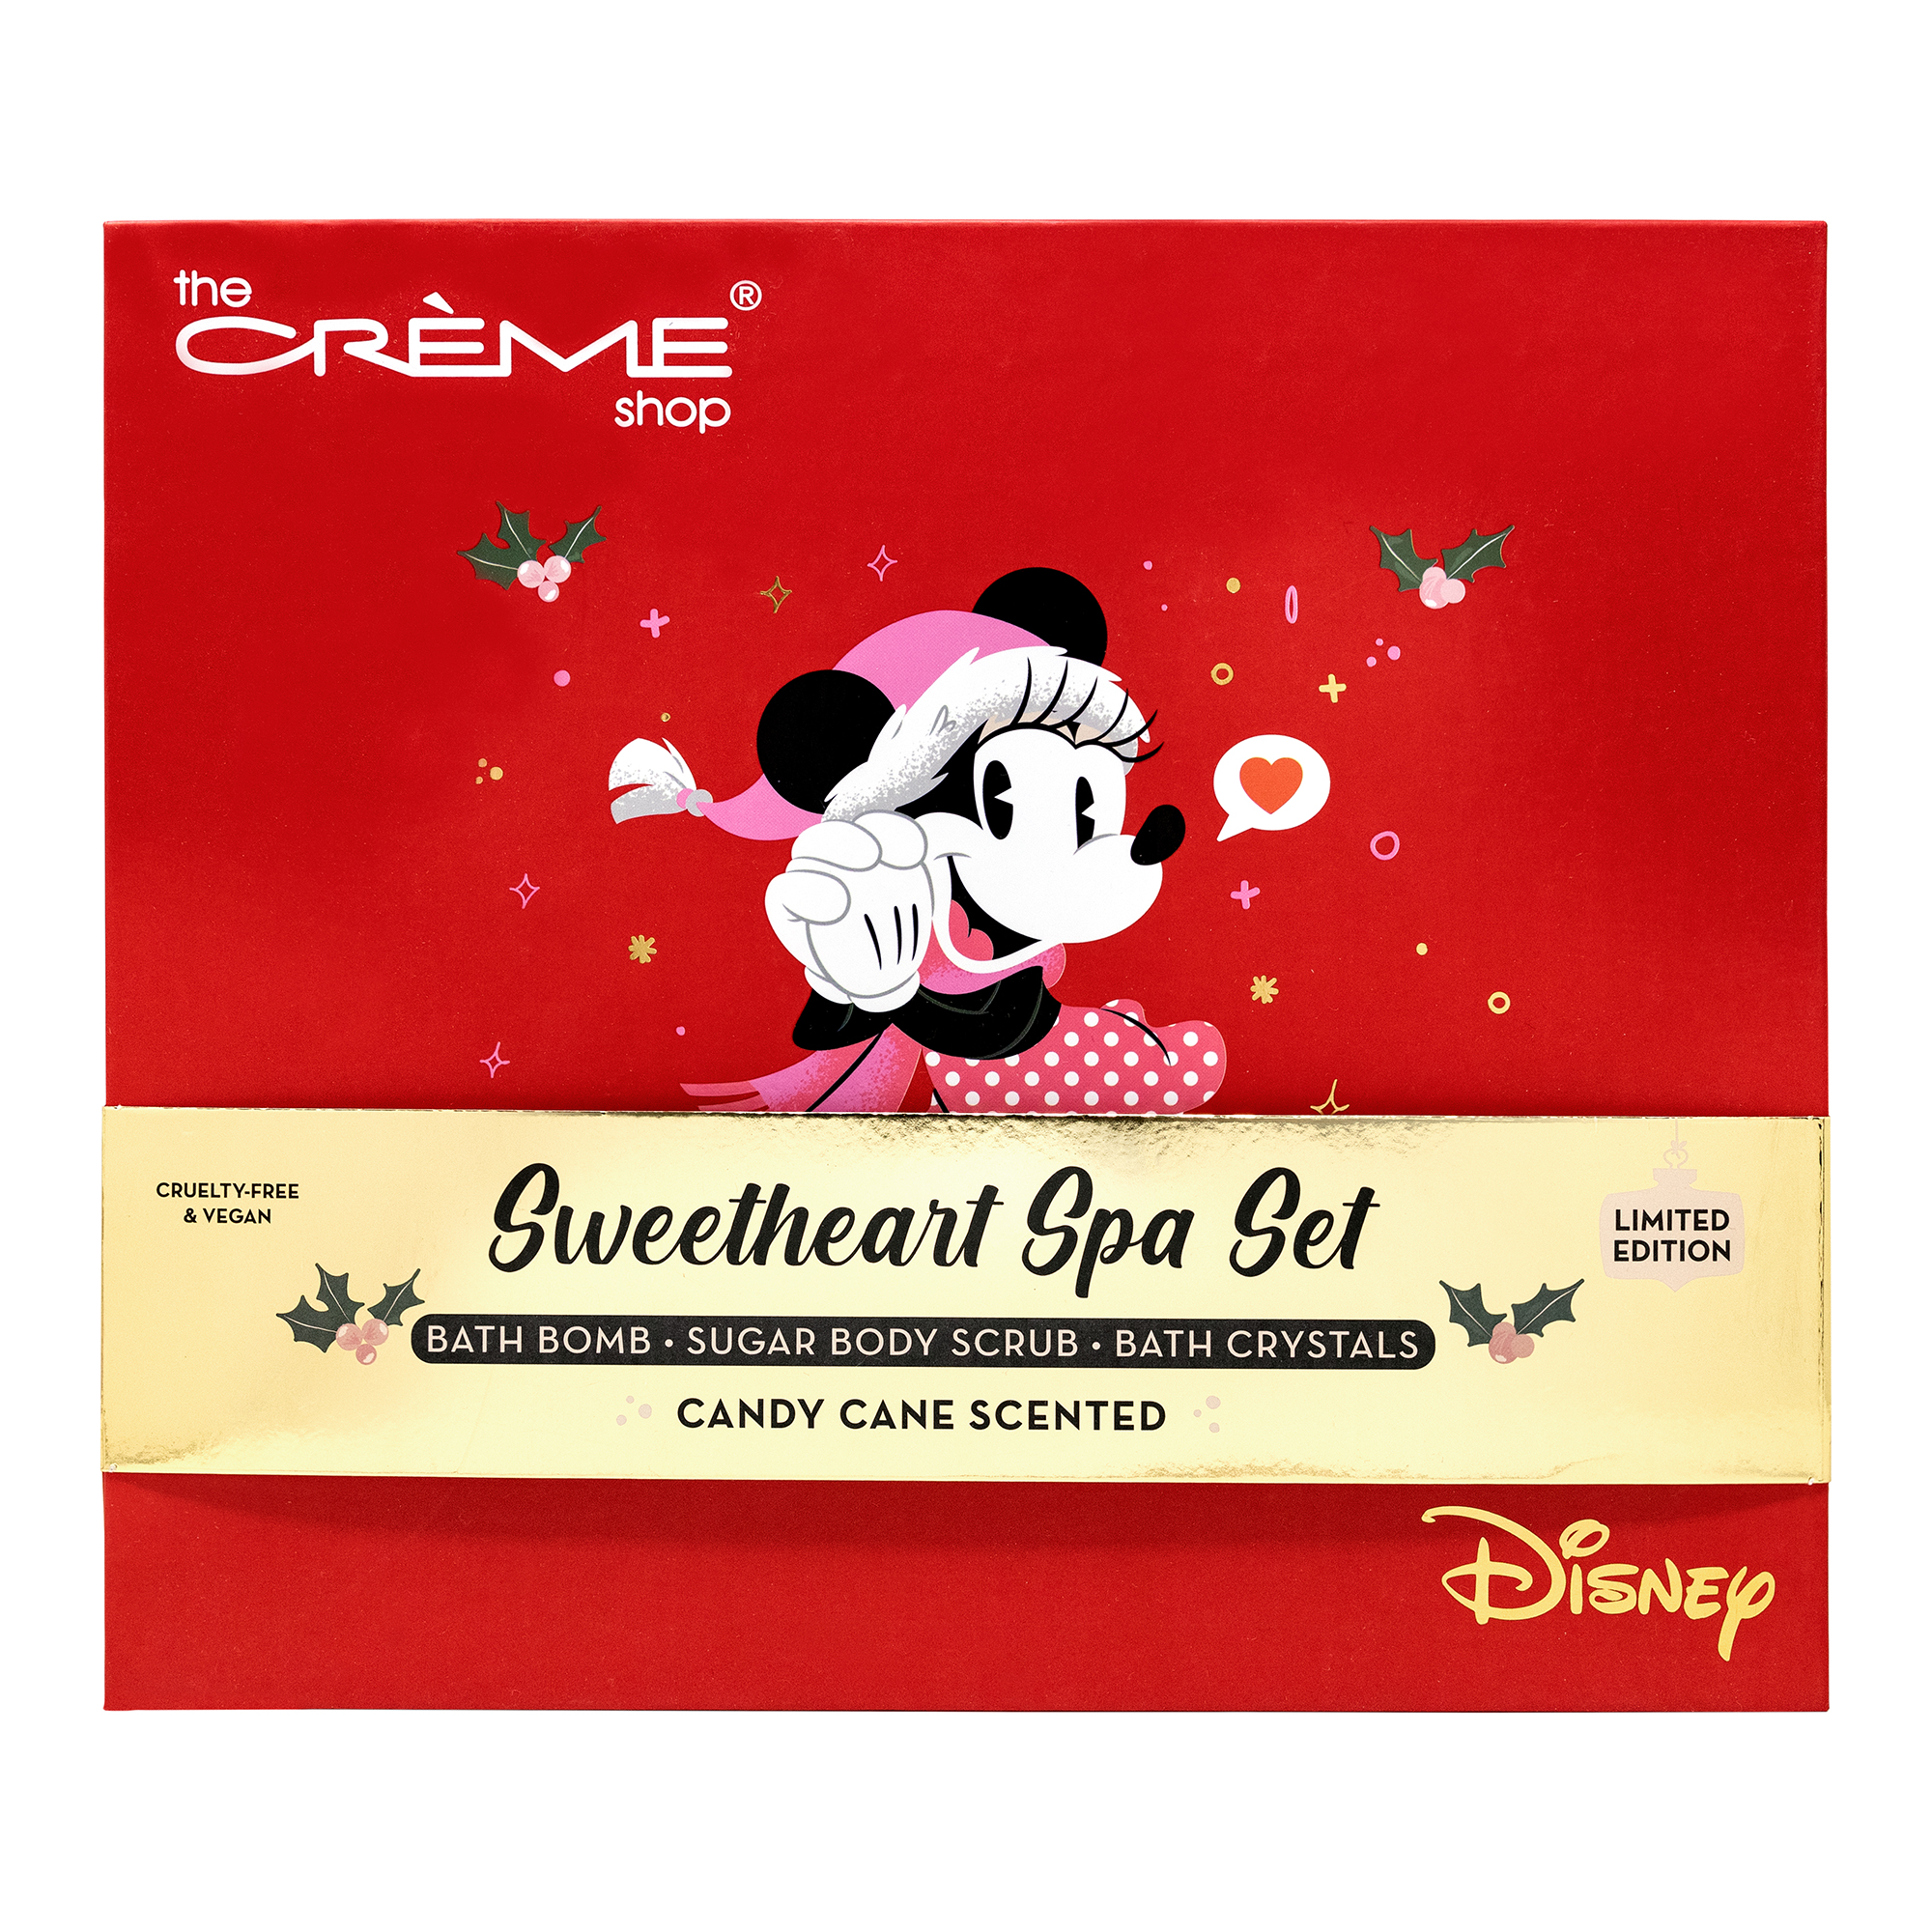 the
CRÈME®
shop
CRUELTY-FREE
& VEGAN
Sweetheart Spa Set
LIMITED
EDITION
BATH BOMB • SUGAR BODY SCRUB • BATH CRYSTALS
CANDY CANE SCENTED
Disney